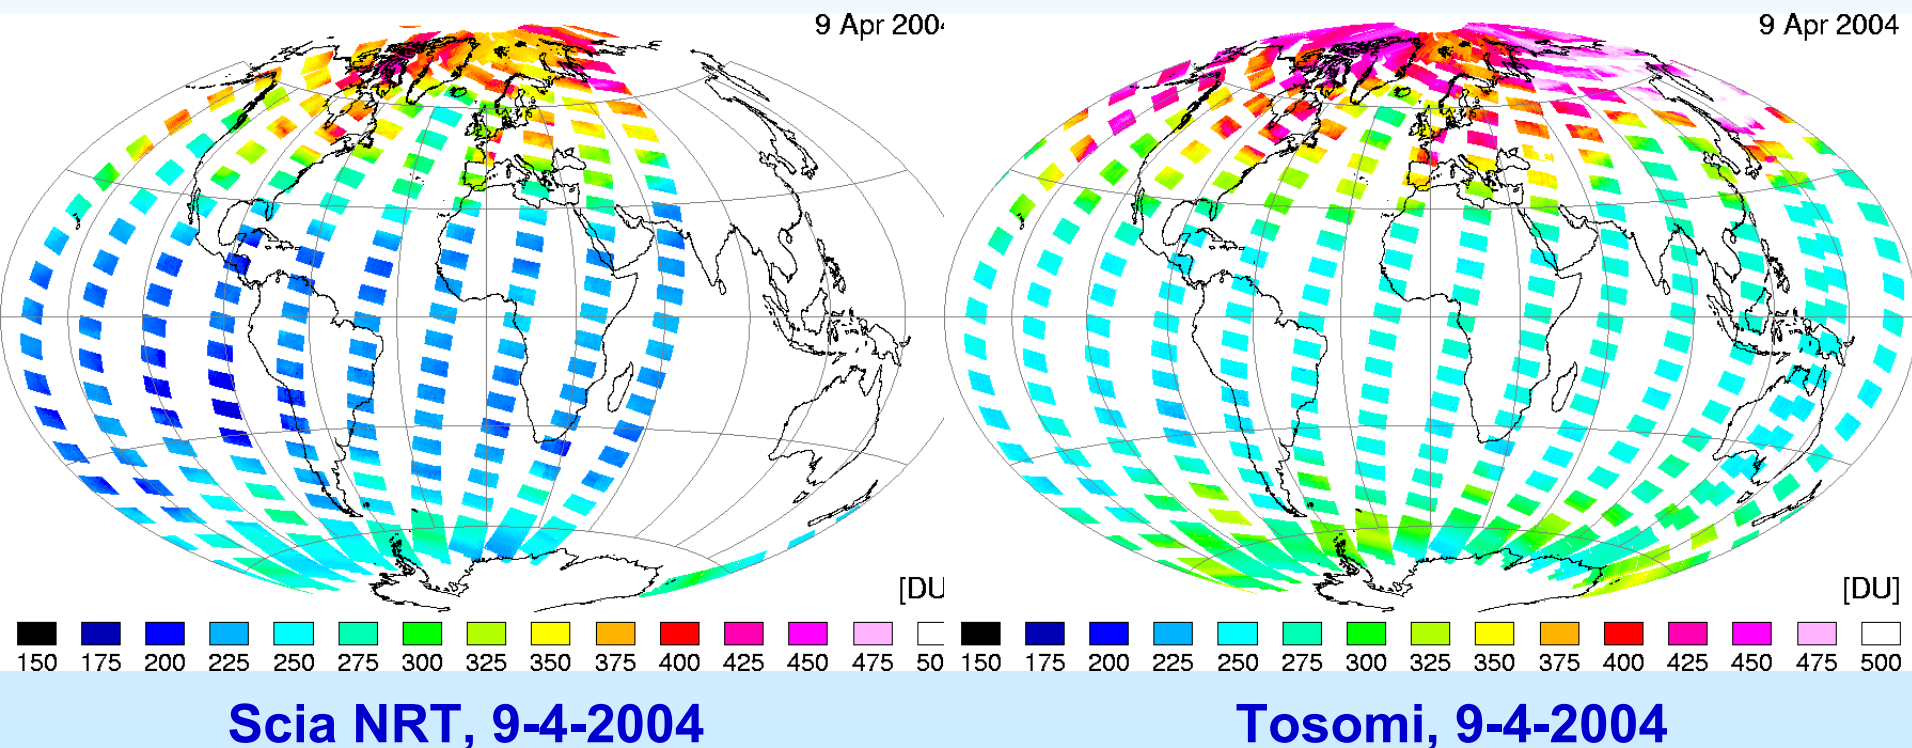 9 Apr 200
9 Apr 2004
[DU
[DU]
150 175 200 225 250 275 300 325 350 375 400 425 450 475 50
150 175 200 225 250 275 300 325 350 375 400 425 450 475 500
Scia NRT, 9-4-2004
Tosomi, 9-4-2004